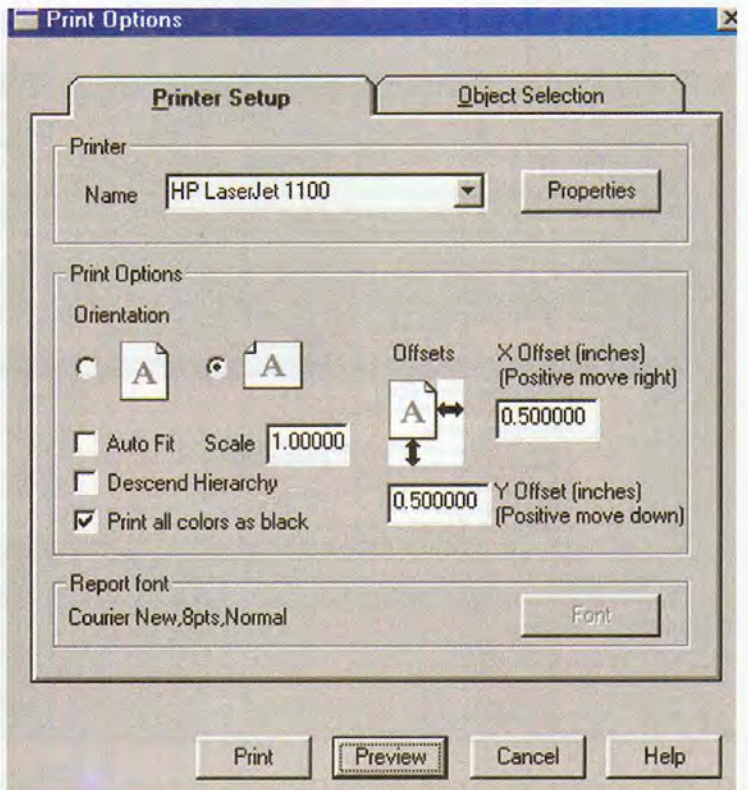 Print Options
Printer Setup
Object Selection
Printer
Name
HP LaserJet 1100
Properties
Print Options
Orientation
A
A
Offsets
X Offset (inches)
(Positive move right)
A
0.500000
Auto Fit
Scale
1.00000
Descend Hierarchy
0.500000
Y Offset (inches)
(Positive move down)
Print all colors as black
Report font
Courier New,8pts,Normal
Font
Print
Preview
Cancel
Help